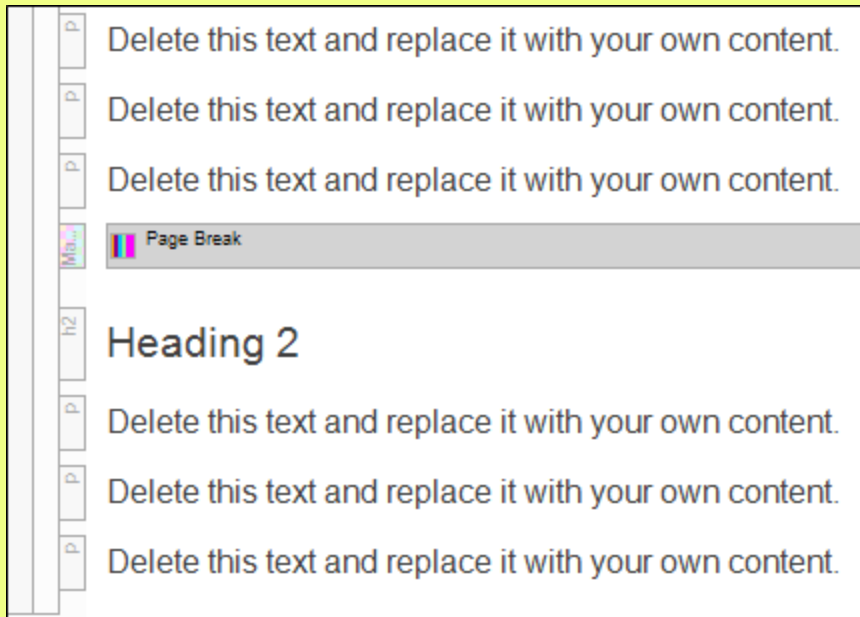 p Delete this text and replace it with your own content.
p Delete this text and replace it with your own content.
p Delete this text and replace it with your own content.
Ma... Page Break
h2 Heading 2
p Delete this text and replace it with your own content.
p Delete this text and replace it with your own content.
p Delete this text and replace it with your own content.